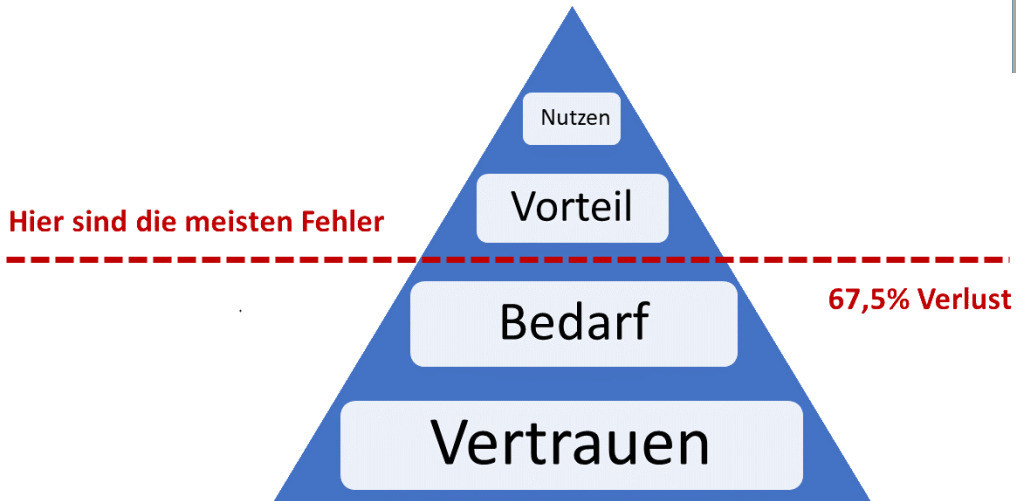 Nutzen
Vorteil
Hier sind die meisten Fehler
67,5% Verlust
Bedarf
Vertrauen